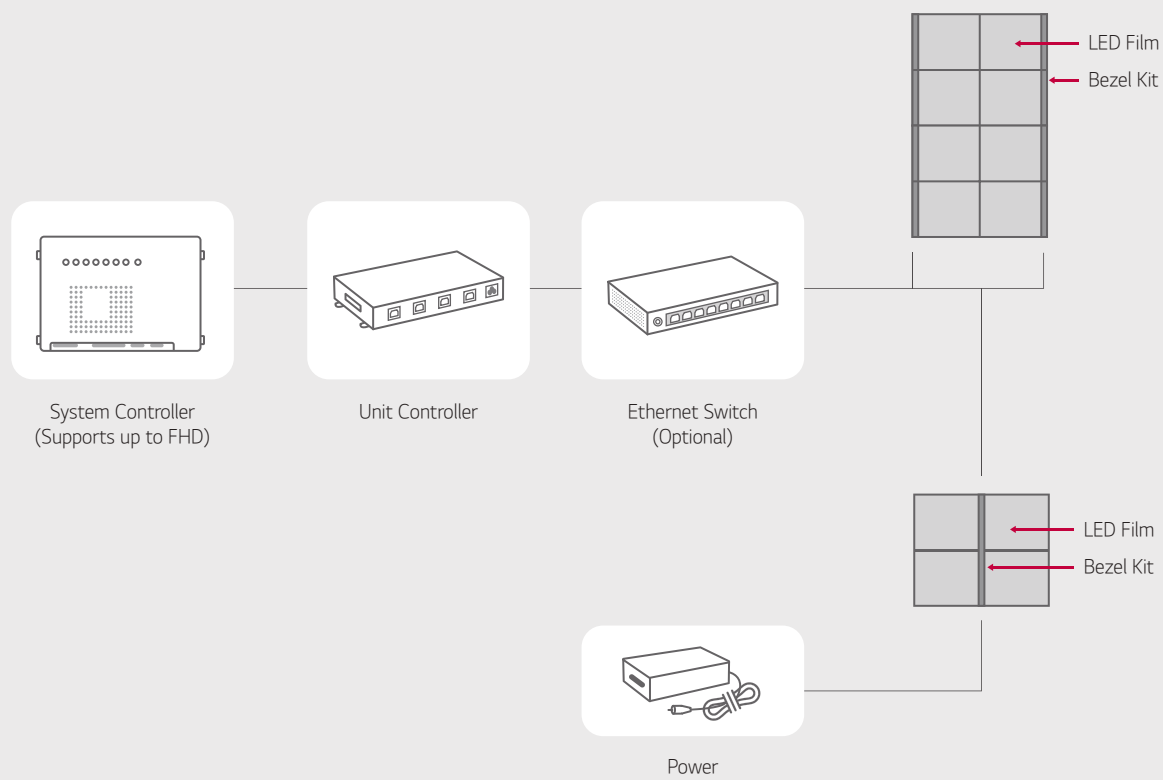 LED Film
Bezel Kit
System Controller
(Supports up to FHD)
Unit Controller
Ethernet Switch
(Optional)
LED Film
Bezel Kit
Power